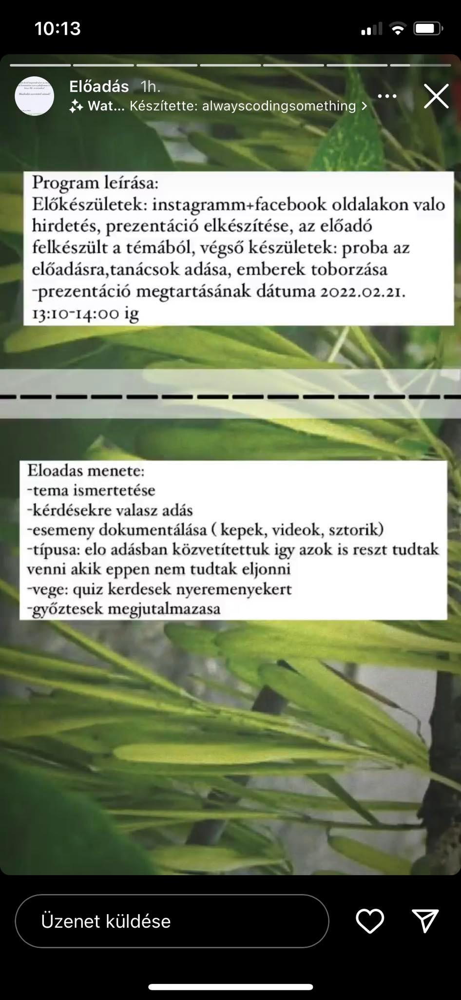 10:13
Előadás 1h.
Wat... Készítette: alwayscodingsomething >
Program leírása:
Előkészületek: instagramm+facebook oldalakon valo
hirdetés, prezentáció elkészítése, az előadó
felkészült a témából, végső készületek: proba az
előadásra,tanácsok adása, emberek toborzása
-prezentáció megtartásának dátuma 2022.02.21.
13:10-14:00 ig
Eloadas menete:
-tema ismertetése
-kérdésekre valasz adás
-esemeny dokumentálása ( kepek, videok, sztorik)
-típusa: elo adásban közvetítettuk igy azok is reszt tudtak
venni akik eppen nem tudtak eljonni
-vege: quiz kerdesek nyeremenyekert
-győztesek megjutalmazasa
Üzenet küldése